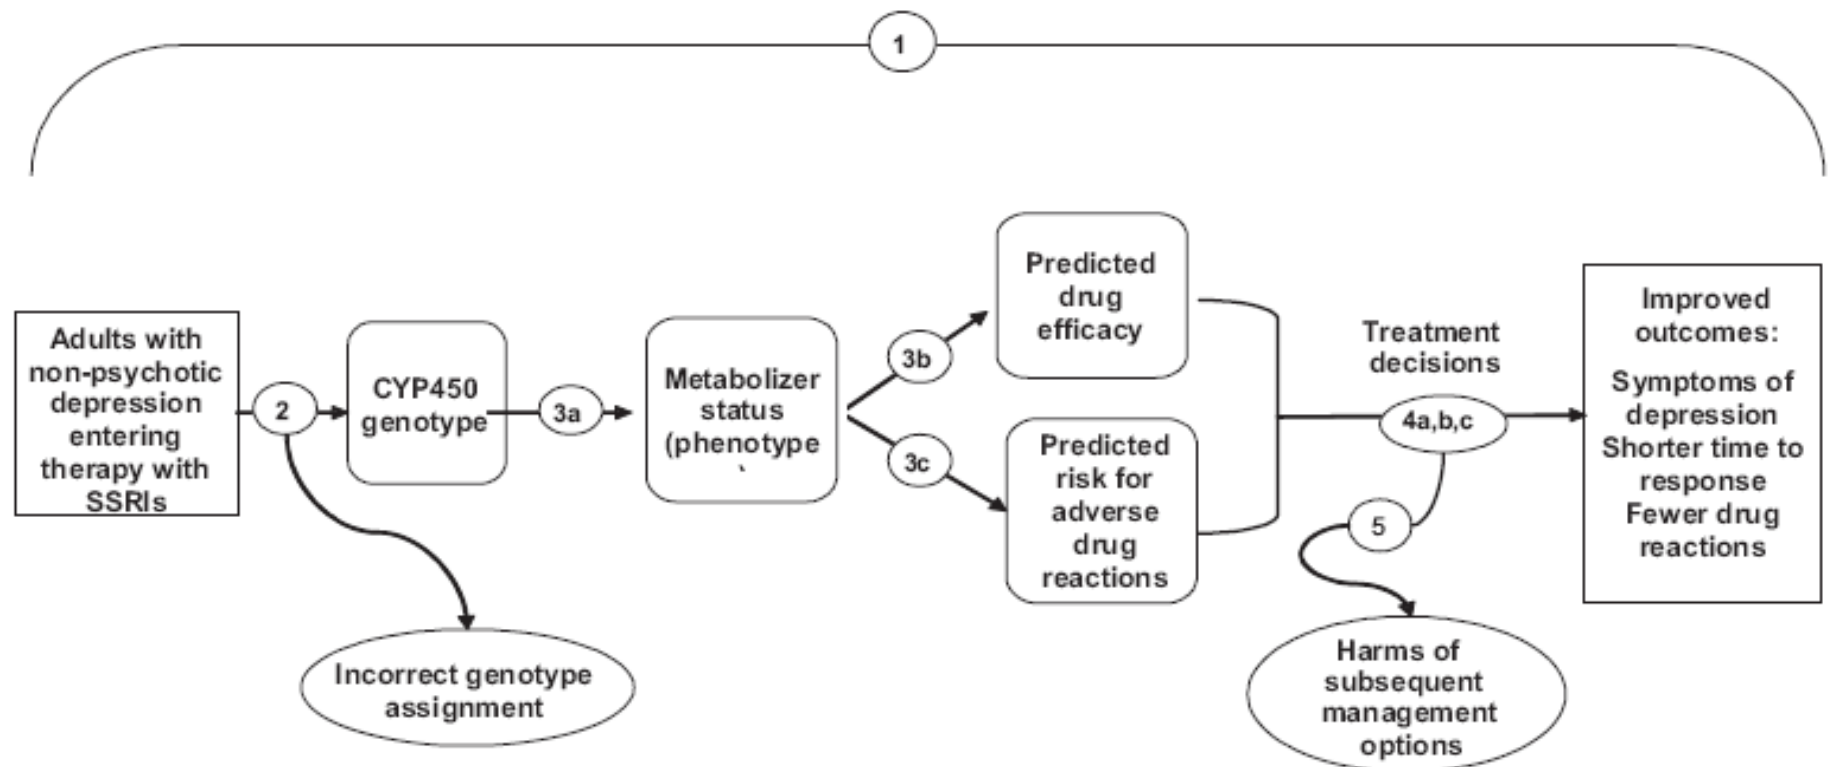 1
Adults with
non-psychotic
depression
entering
therapy with
SSRIs
2
CYP450
genotype
3a
Metabolizer
status
(phenotype
3b
3c
Predicted
drug
efficacy
Predicted
risk for
adverse
drug
reactions
Treatment
decisions
4a,b,c
5
Improved
outcomes:
Symptoms of
depression
Shorter time to
response
Fewer drug
reactions
Incorrect genotype
assignment
Harms of
subsequent
management
options